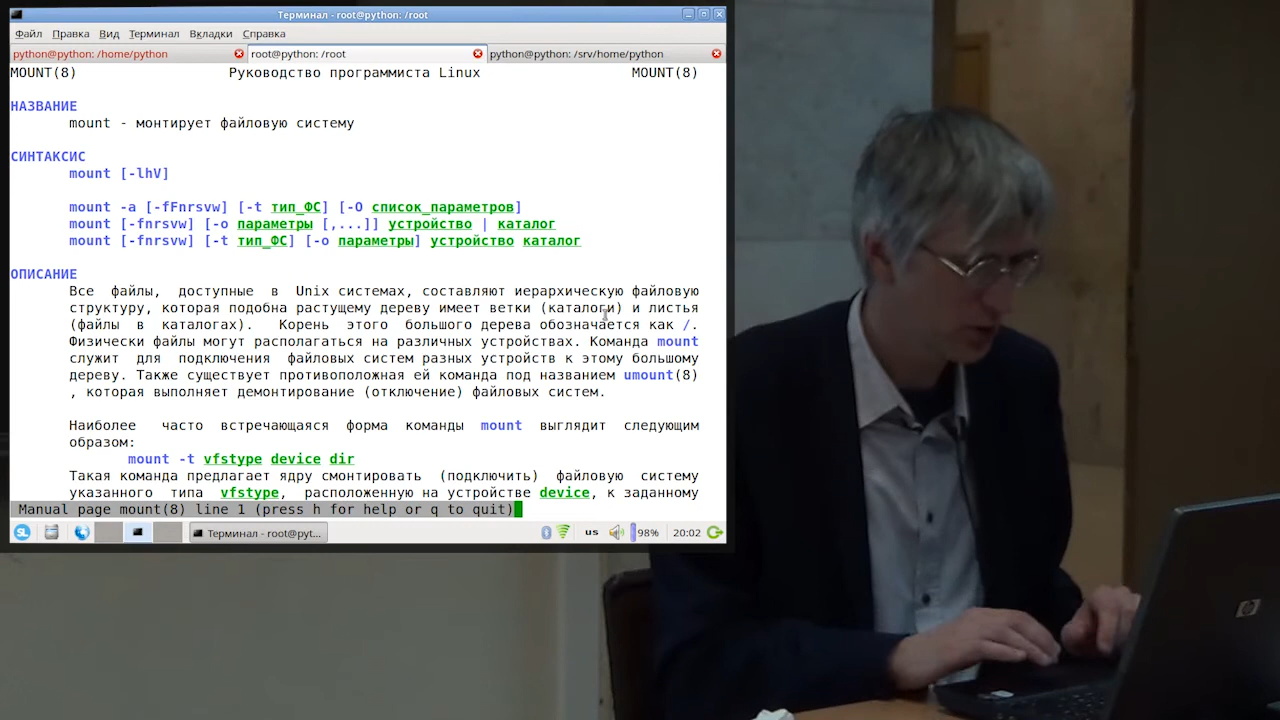 Терминал - root@python: /root
Файл Правка Вид Терминал Вкладки Справка
python@python: /home/python root@python: /root python@python: /srv/home/python
MOUNT(8) Руководство программиста Linux MOUNT(8)
НАЗВАНИЕ
mount - монтирует файловую систему
СИНТАКСИС
mount [-lhV]
mount -a [-fFnrsvw] [-t тип_ФС] [-O список_параметров]
mount [-fnrsvw] [-o параметры [,...]] устройство | каталог
mount [-fnrsvw] [-t тип_ФС] [-o параметры] устройство каталог
ОПИСАНИЕ
Все файлы, доступные в Unix системах, составляют иерархическую файловую
структуру, которая подобна растущему дереву имеет ветки (каталоги) и листья
(файлы в каталогах). Корень этого большого дерева обозначается как /.
Физически файлы могут располагаться на различных устройствах. Команда mount
служит для подключения файловых систем разных устройств к этому большому
дереву. Также существует противоположная ей команда под названием umount(8)
, которая выполняет демонтирование (отключение) файловых систем.
Наиболее часто встречающаяся форма команды mount выглядит следующим
образом:
mount -t vfstype device dir
Такая команда предлагает ядру смонтировать (подключить) файловую систему
указанного типа vfstype, расположенную на устройстве device, к заданному
Manual page mount(8) line 1 (press h for help or q to quit)
Терминал - root@pyt... us 98% 20:02
hp